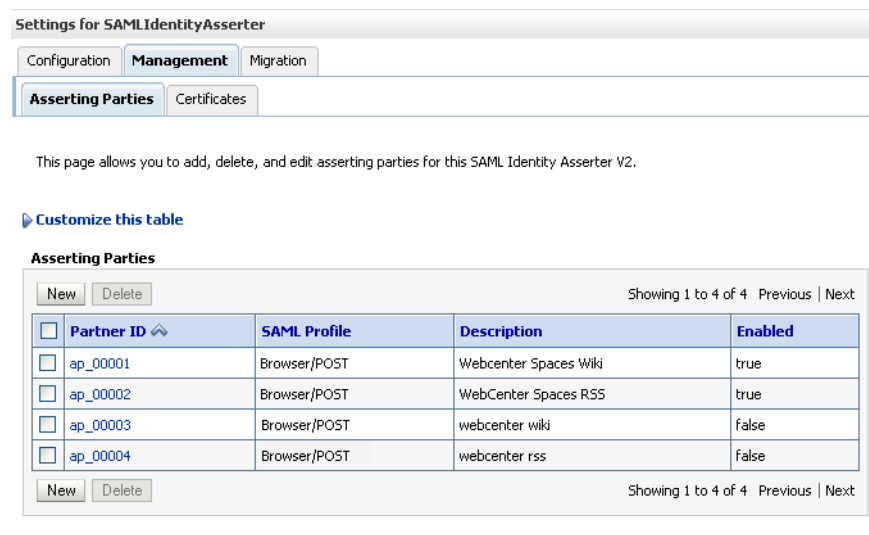 Settings for SAMLIdentityAsserter
Configuration Management Migration
Asserting Parties Certificates
This page allows you to add, delete, and edit asserting parties for this SAML Identity Asserter V2.
Customize this table
Asserting Parties
New Delete Showing 1 to 4 of 4 Previous | Next
Partner ID SAML Profile Description Enabled
ap_00001 Browser/POST Webcenter Spaces Wiki true
ap_00002 Browser/POST WebCenter Spaces RSS true
ap_00003 Browser/POST webcenter wiki false
ap_00004 Browser/POST webcenter rss false
New Delete Showing 1 to 4 of 4 Previous | Next